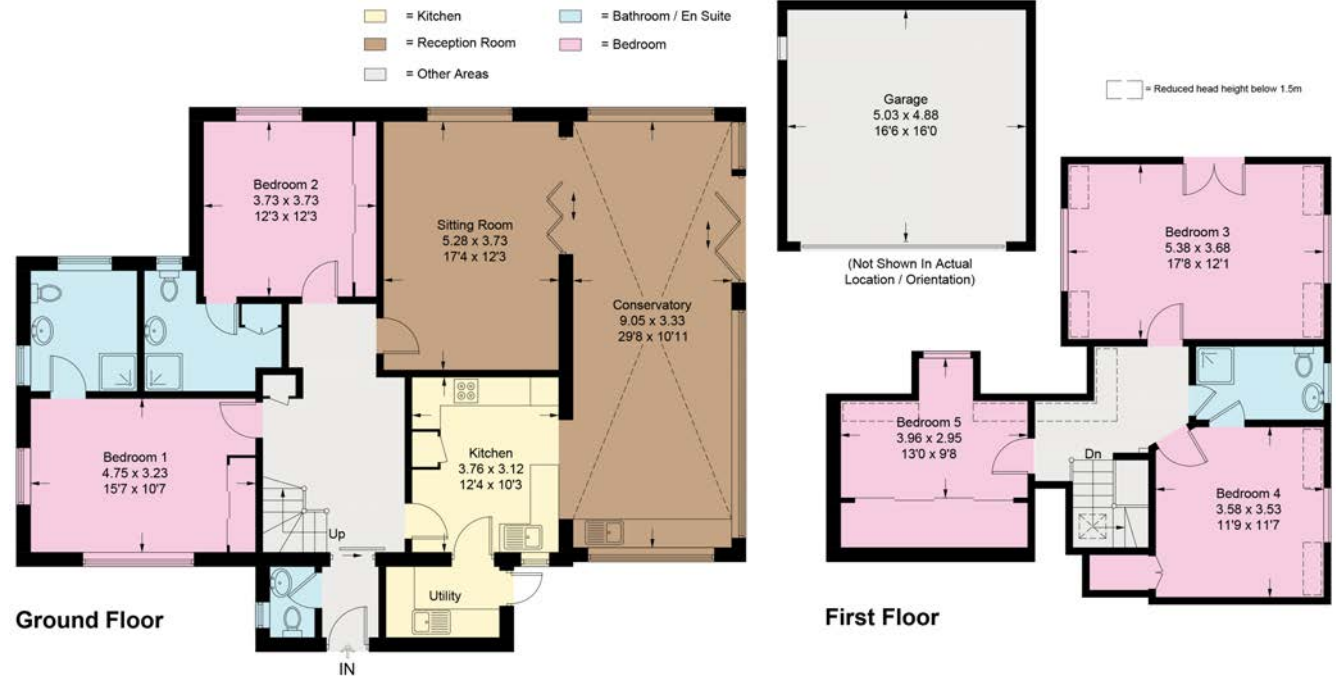 = Kitchen
= Bathroom / En Suite
= Reception Room
= Bedroom
= Other Areas
Garage
5.03 x 4.88
16'6 x 16'0
(Not Shown In Actual
Location / Orientation)
= Reduced head height below 1.5m
Bedroom 2
3.73 x 3.73
12'3 x 12'3
Sitting Room
5.28 x 3.73
17'4 x 12'3
Conservatory
9.05 x 3.33
29'8 x 10'11
Bedroom 1
4.75 x 3.23
15'7 x 10'7
Kitchen
3.76 x 3.12
12'4 x 10'3
Up
Utility
IN
Ground Floor
Bedroom 3
5.38 x 3.68
17'8 x 12'1
Bedroom 5
3.96 x 2.95
13'0 x 9'8
Dn
Bedroom 4
3.58 x 3.53
11'9 x 11'7
First Floor